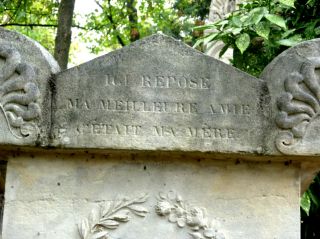 ICI REPOSE
MA MEILLEURE AMIE
C'ÉTAIT MA MÈRE